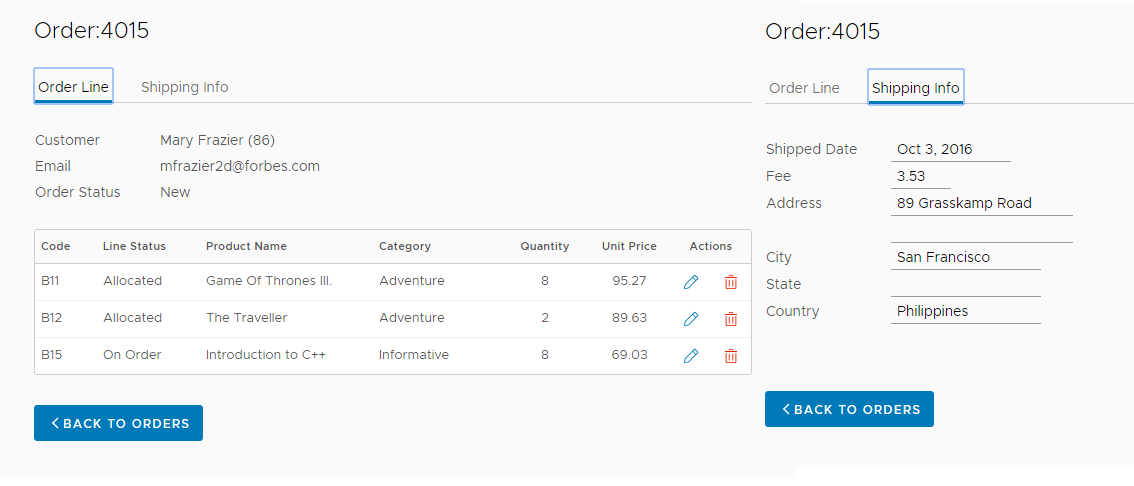 Order:4015
Order Line Shipping Info
Customer Mary Frazier (86)
Email mfrazier2d@forbes.com
Order Status New
Code Line Status Product Name Category Quantity Unit Price Actions
B11 Allocated Game Of Thrones III. Adventure 8 95.27
B12 Allocated The Traveller Adventure 2 89.63
B15 On Order Introduction to C++ Informative 8 69.03
BACK TO ORDERS
Order:4015
Order Line Shipping Info
Shipped Date Oct 3, 2016
Fee 3.53
Address 89 Grasskamp Road
City San Francisco
State
Country Philippines
BACK TO ORDERS